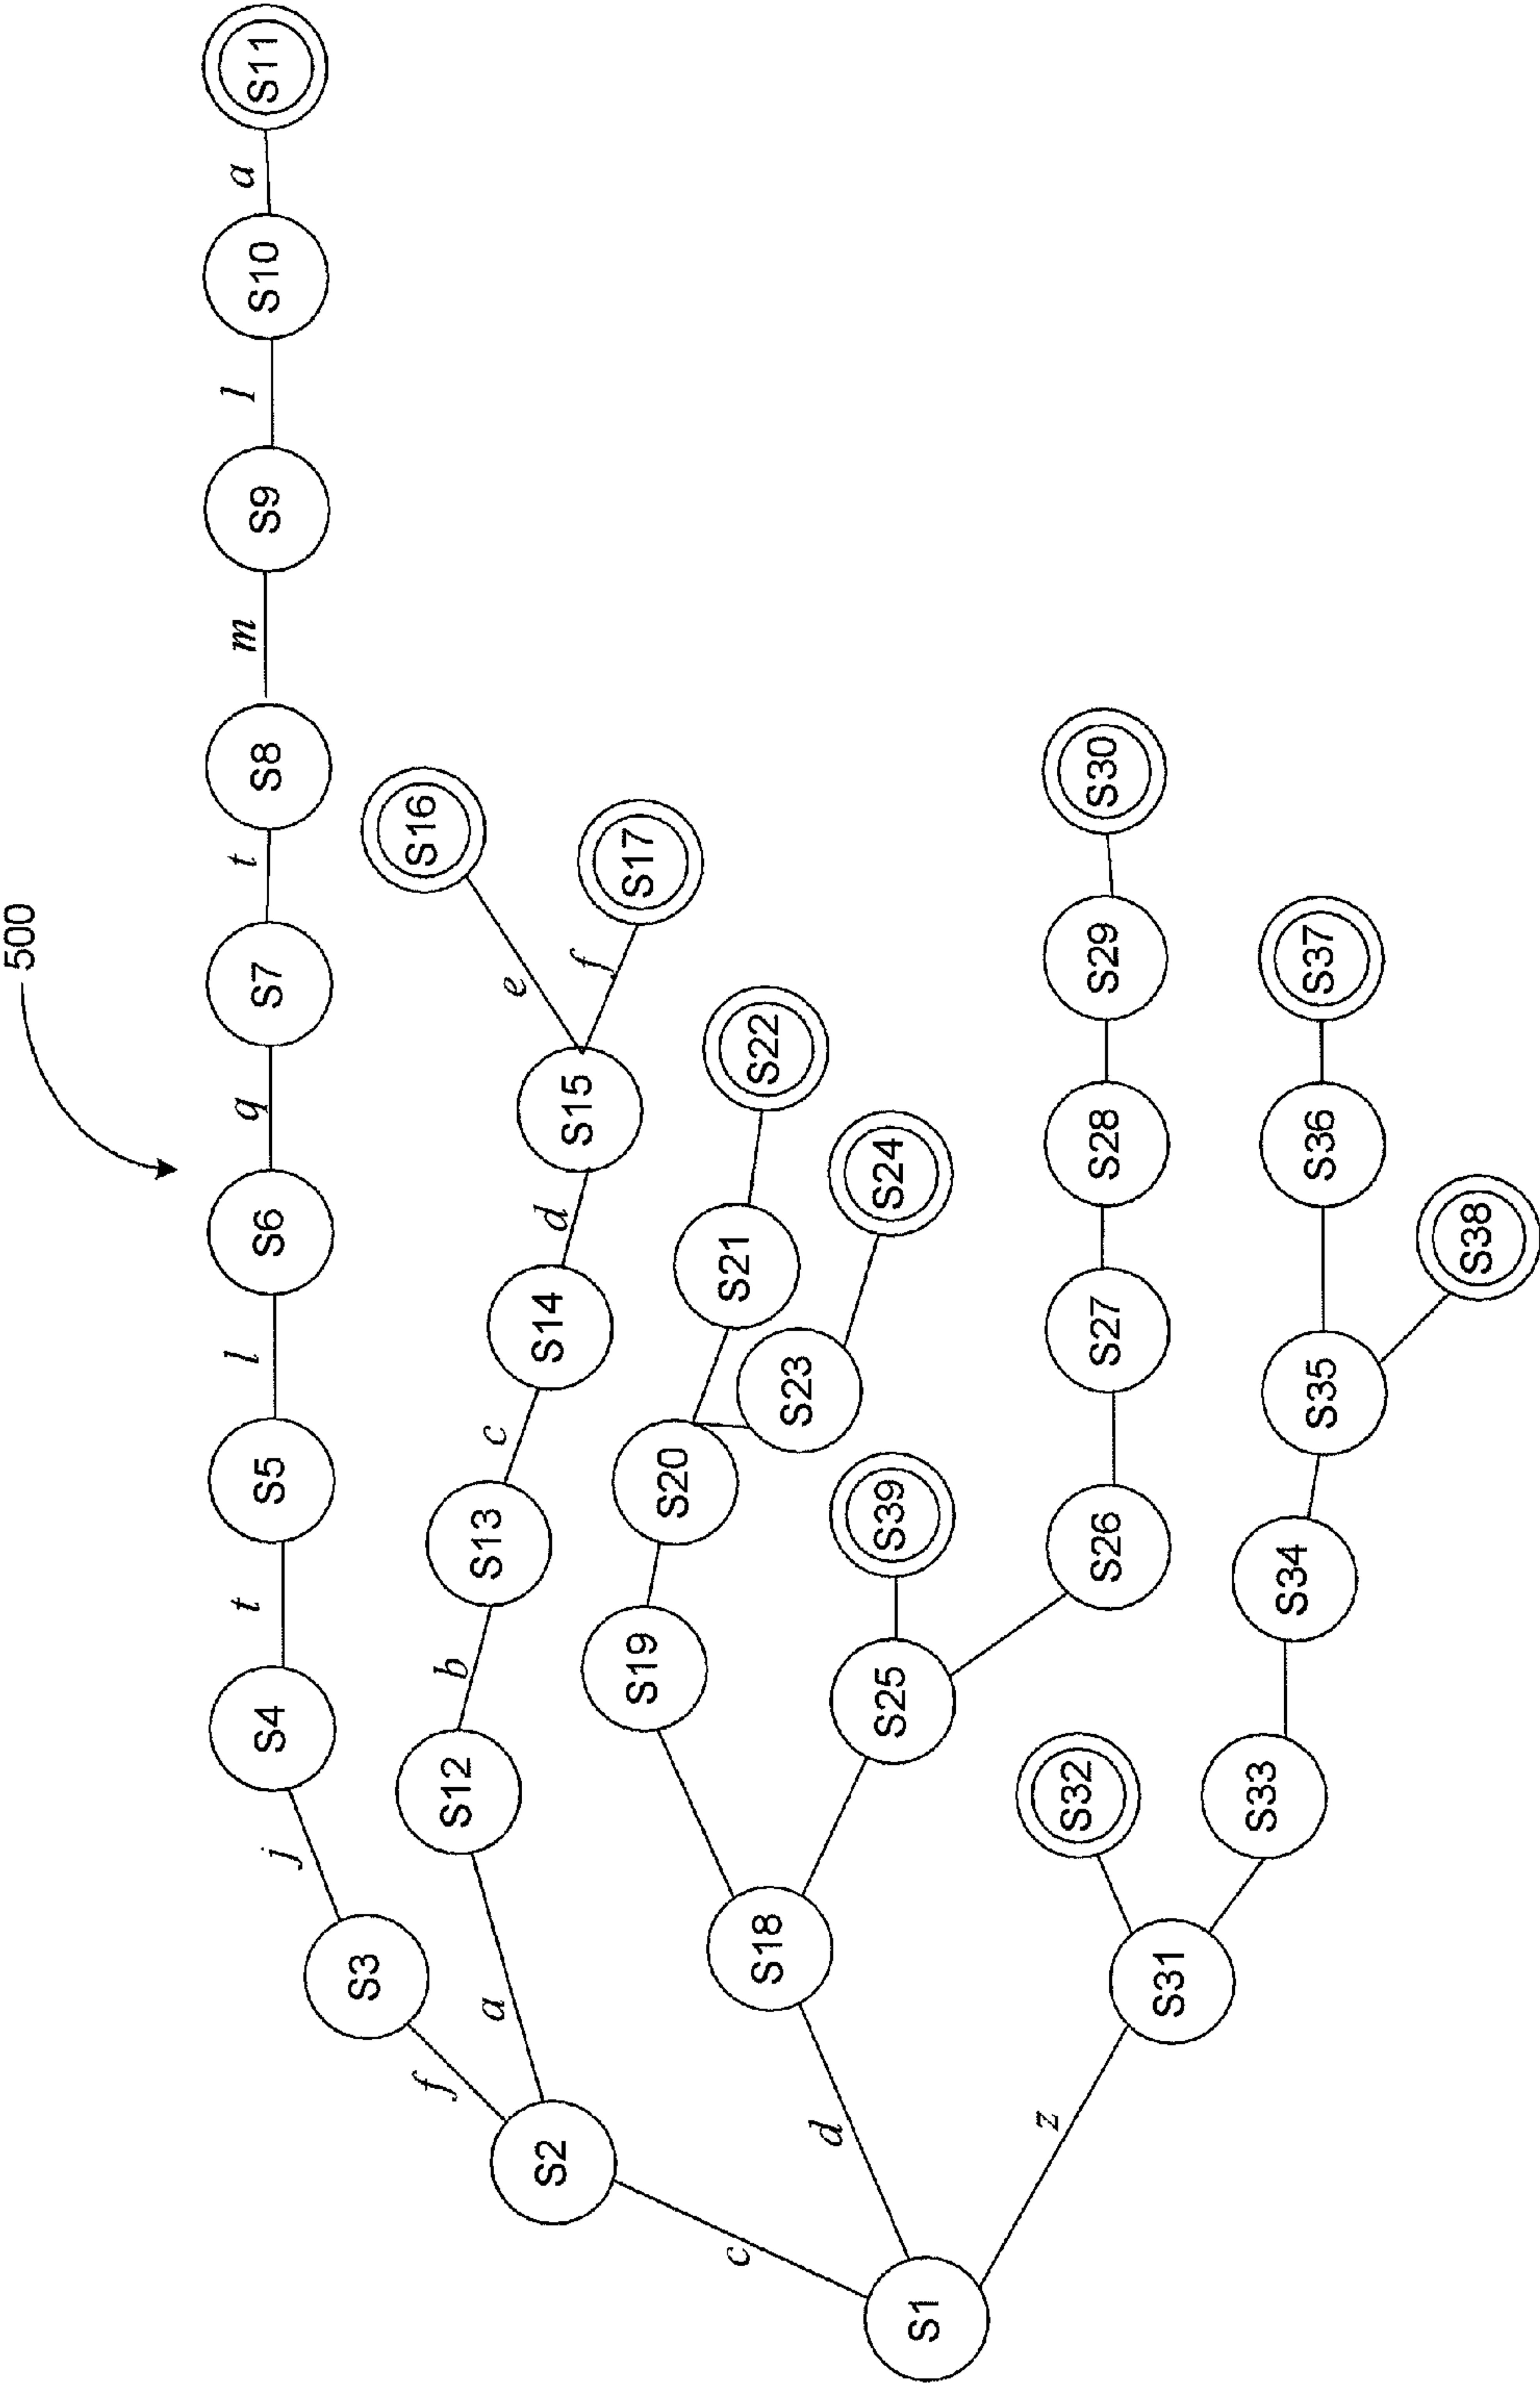 500
S1
c
d
z
S2
f
a
S3
j
S4
t
S5
l
S6
q
S7
t
S8
m
S9
l
S10
a
S11
S12
b
S13
c
S14
d
S15
e
S16
f
S17
S18
S19
S20
S21
S22
S23
S24
S25
S39
S26
S27
S28
S29
S30
S31
S32
S33
S34
S35
S36
S37
S38